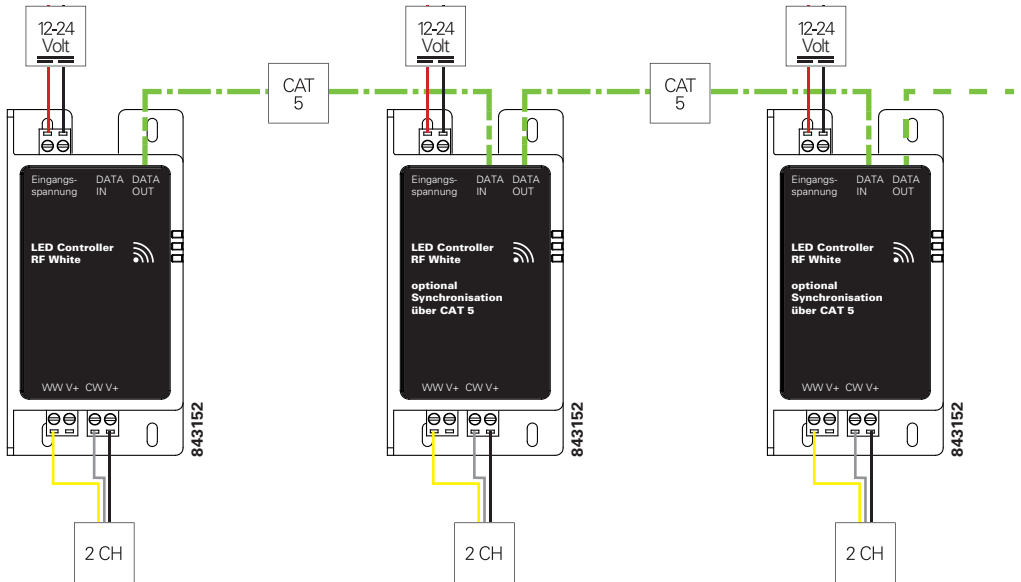 12-24
Volt
12-24
Volt
12-24
Volt
CAT
5
CAT
5
Eingangs-
spannung
DATA
IN
DATA
OUT
LED Controller
RF White
WW V+ CW V+
843152
2 CH
Eingangs-
spannung
DATA
IN
DATA
OUT
LED Controller
RF White
optional
Synchronisation
über CAT 5
WW V+ CW V+
843152
2 CH
Eingangs-
spannung
DATA
IN
DATA
OUT
LED Controller
RF White
optional
Synchronisation
über CAT 5
WW V+ CW V+
843152
2 CH